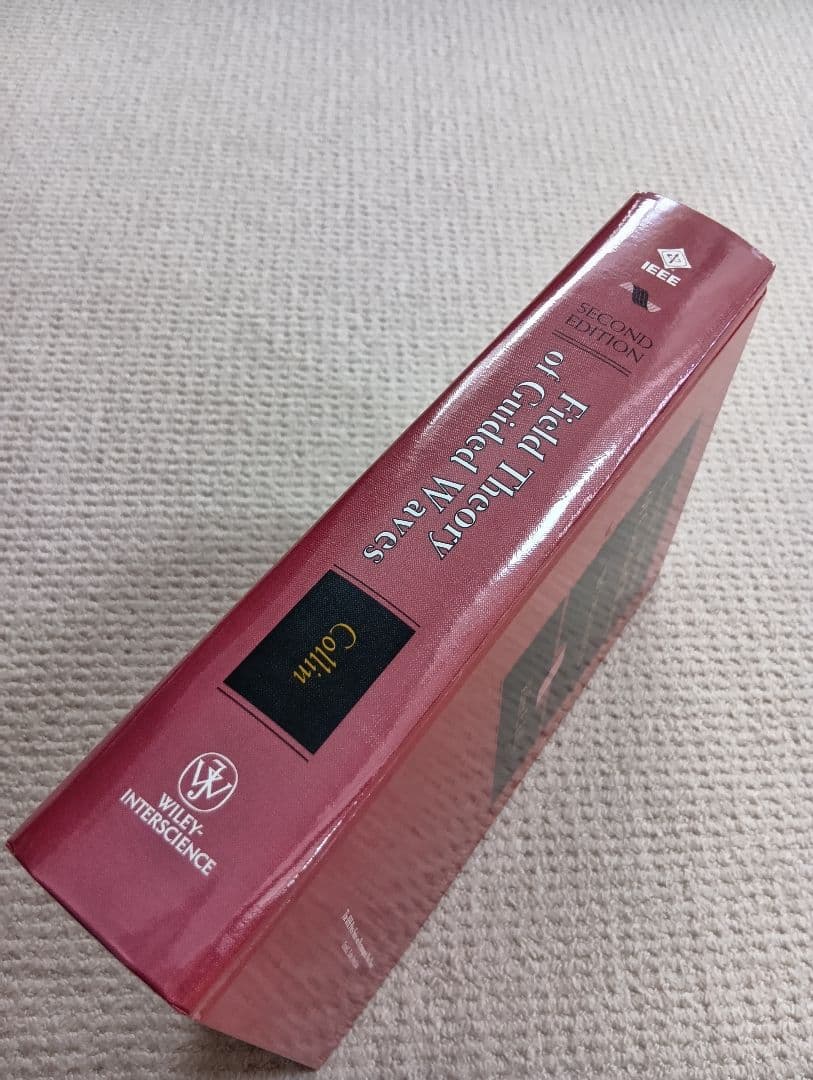 IEEE
SECOND
EDITION
Field Theory
of Guided Waves
Collin
WILEY-
INTERSCIENCE